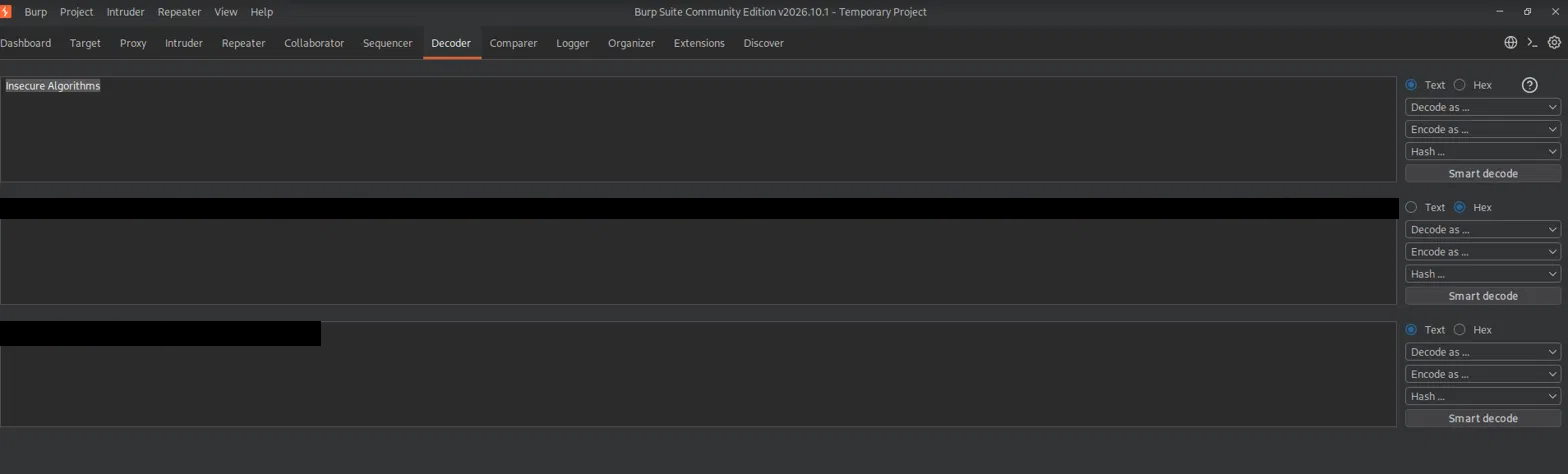 Burp Project Intruder Repeater View Help Burp Suite Community Edition v2026.10.1 - Temporary Project
Dashboard Target Proxy Intruder Repeater Collaborator Sequencer Decoder Comparer Logger Organizer Extensions Discover
Insecure Algorithms
Text Hex ?
Decode as ...
Encode as ...
Hash ...
Smart decode
Text Hex
Decode as ...
Encode as ...
Hash ...
Smart decode
Text Hex
Decode as ...
Encode as ...
Hash ...
Smart decode